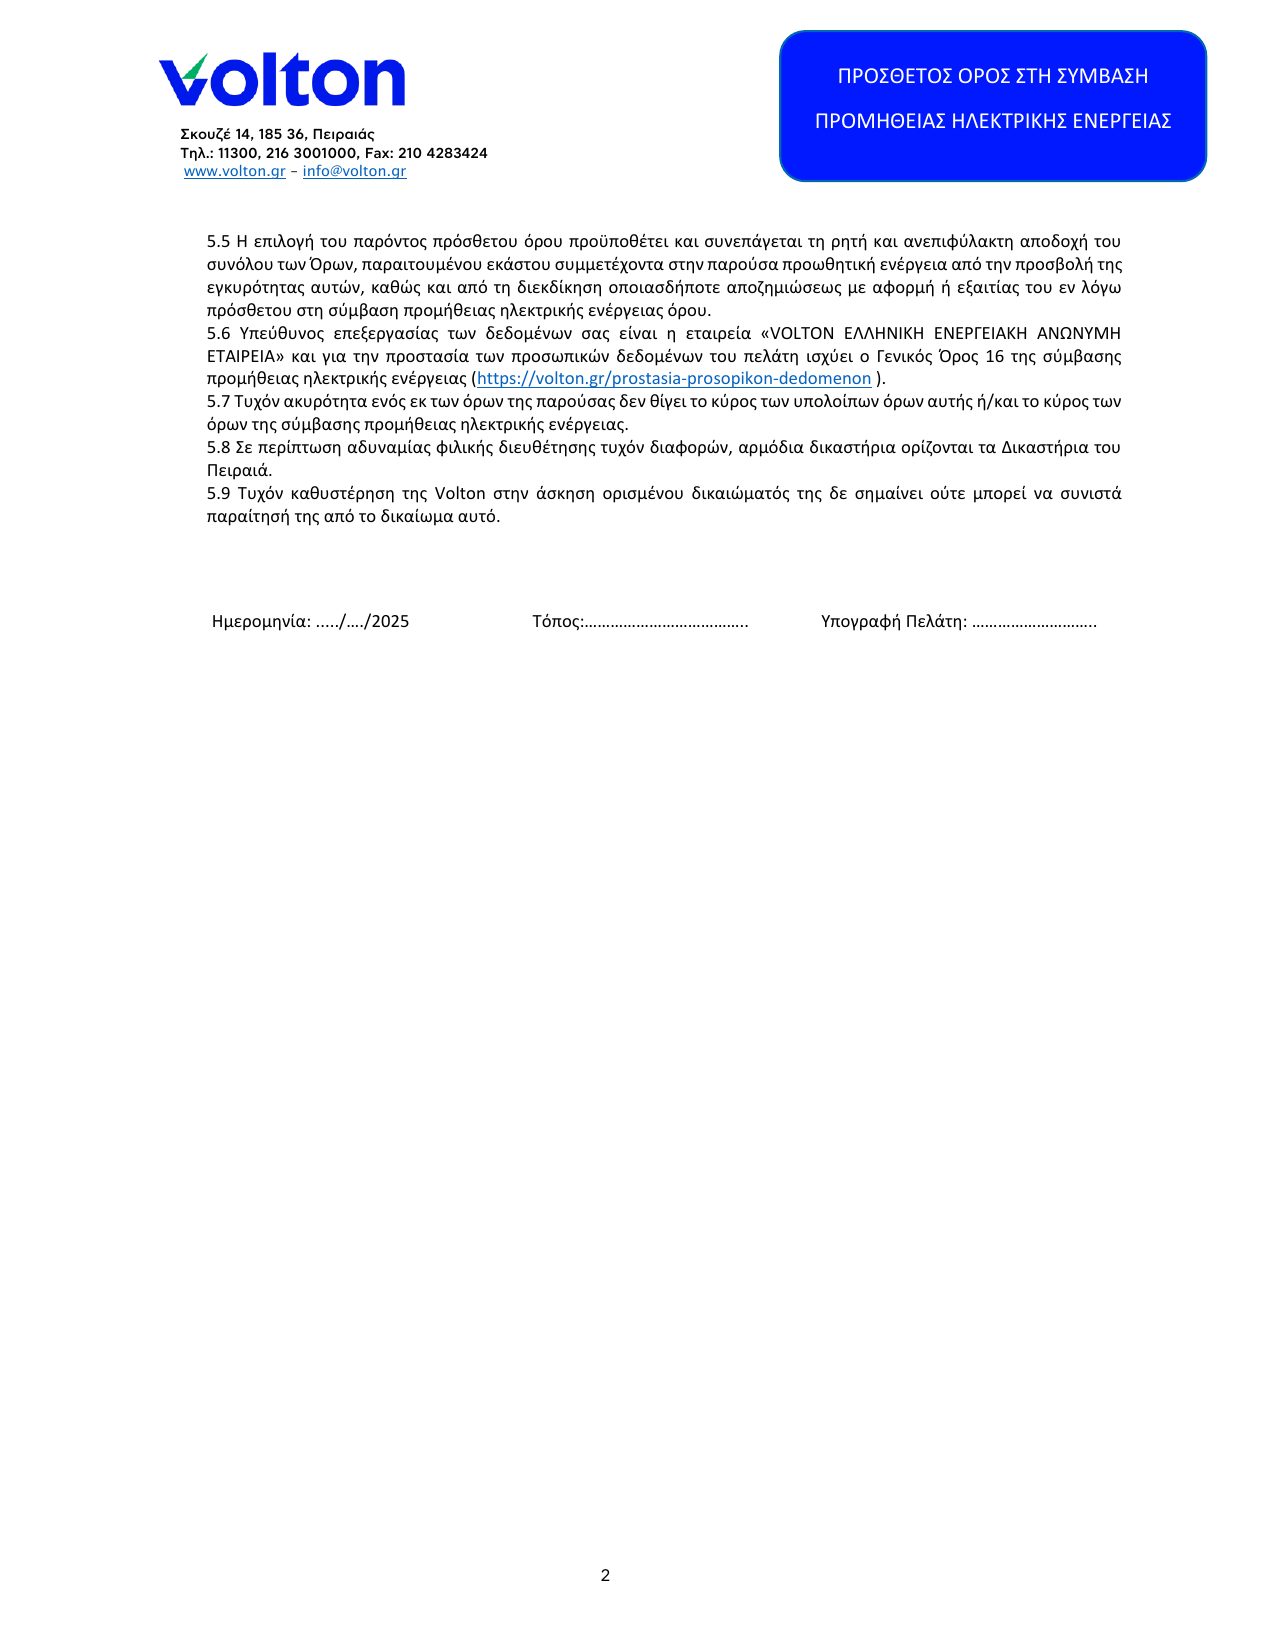 volton
Σκουζέ 14, 185 36, Πειραιάς
Τηλ.: 11300, 216 3001000, Fax: 210 4283424
www.volton.gr – info@volton.gr
ΠΡΟΣΘΕΤΟΣ ΟΡΟΣ ΣΤΗ ΣΥΜΒΑΣΗ
ΠΡΟΜΗΘΕΙΑΣ ΗΛΕΚΤΡΙΚΗΣ ΕΝΕΡΓΕΙΑΣ
5.5 Η επιλογή του παρόντος πρόσθετου όρου προϋποθέτει και συνεπάγεται τη ρητή και ανεπιφύλακτη αποδοχή του
συνόλου των Όρων, παραιτουμένου εκάστου συμμετέχοντα στην παρούσα προωθητική ενέργεια από την προσβολή της
εγκυρότητας αυτών, καθώς και από τη διεκδίκηση οποιασδήποτε αποζημιώσεως με αφορμή ή εξαιτίας του εν λόγω
πρόσθετου στη σύμβαση προμήθειας ηλεκτρικής ενέργειας όρου.
5.6 Υπεύθυνος επεξεργασίας των δεδομένων σας είναι η εταιρεία «VOLTON ΕΛΛΗΝΙΚΗ ΕΝΕΡΓΕΙΑΚΗ ΑΝΩΝΥΜΗ
ΕΤΑΙΡΕΙΑ» και για την προστασία των προσωπικών δεδομένων του πελάτη ισχύει ο Γενικός Όρος 16 της σύμβασης
προμήθειας ηλεκτρικής ενέργειας (https://volton.gr/prostasia-prosopikon-dedomenon ).
5.7 Τυχόν ακυρότητα ενός εκ των όρων της παρούσας δεν θίγει το κύρος των υπολοίπων όρων αυτής ή/και το κύρος των
όρων της σύμβασης προμήθειας ηλεκτρικής ενέργειας.
5.8 Σε περίπτωση αδυναμίας φιλικής διευθέτησης τυχόν διαφορών, αρμόδια δικαστήρια ορίζονται τα Δικαστήρια του
Πειραιά.
5.9 Τυχόν καθυστέρηση της Volton στην άσκηση ορισμένου δικαιώματός της δε σημαίνει ούτε μπορεί να συνιστά
παραίτησή της από το δικαίωμα αυτό.
Ημερομηνία: ...../…./2025 Τόπος:……………………………….. Υπογραφή Πελάτη: ………………………..
2